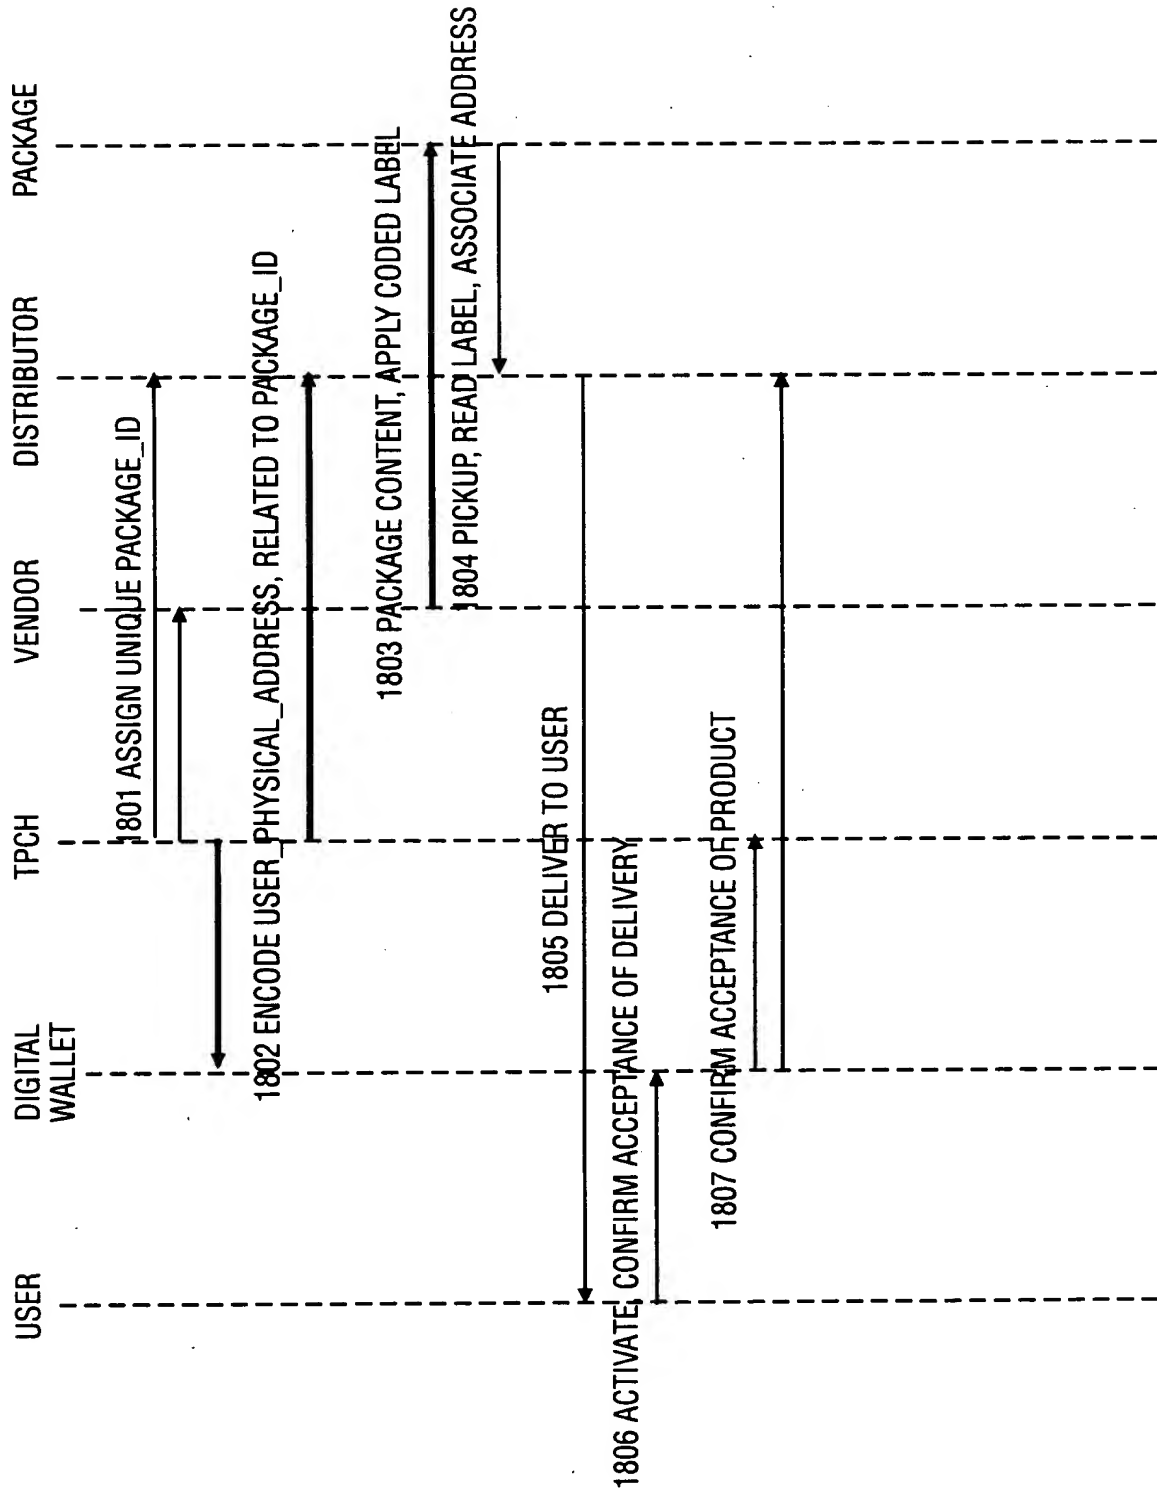 USER
DIGITAL
WALLET
TPCH
VENDOR
DISTRIBUTOR
PACKAGE
1801 ASSIGN UNIQUE PACKAGE_ID
1802 ENCODE USER_PHYSICAL_ADDRESS, RELATED TO PACKAGE_ID
1803 PACKAGE CONTENT, APPLY CODED LABEL
1804 PICKUP, READ LABEL, ASSOCIATE ADDRESS
1805 DELIVER TO USER
1806 ACTIVATE, CONFIRM ACCEPTANCE OF DELIVERY
1807 CONFIRM ACCEPTANCE OF PRODUCT